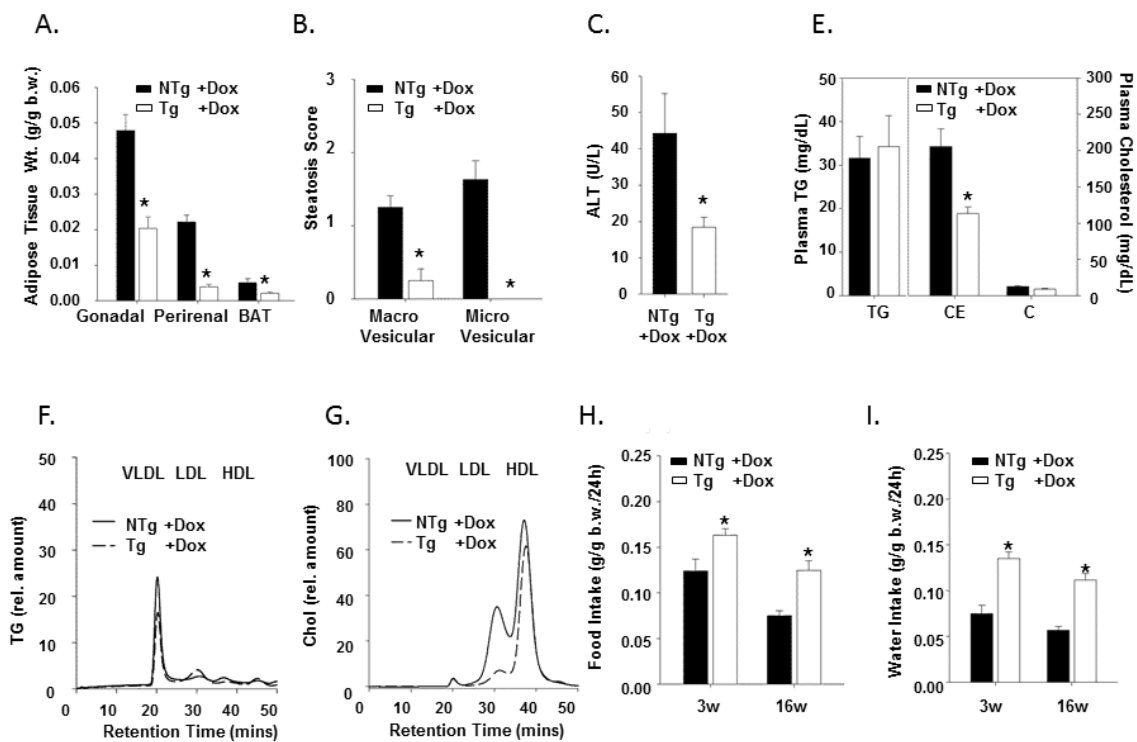 A.
Adipose Tissue Wt. (g/g b.w.)
0.06
0.05
0.04
0.03
0.02
0.01
0.00
NTg +Dox
Tg +Dox
*
*
*
Gonadal Perirenal BAT
B.
Steatosis Score
3
2
1
0
NTg +Dox
Tg +Dox
*
*
Macro Micro
Vesicular Vesicular
C.
ALT (U/L)
60
50
40
30
20
10
0
*
NTg Tg
+Dox +Dox
E.
Plasma TG (mg/dL)
50
40
30
20
10
0
NTg +Dox
Tg +Dox
*
300
250
200
150
100
50
0
Plasma Cholesterol (mg/dL)
TG CE C
F.
TG (rel. amount)
50
40
30
20
10
0
VLDL LDL HDL
NTg +Dox
Tg +Dox
0 10 20 30 40 50
Retention Time (mins)
G.
Chol (rel. amount)
100
80
60
40
20
0
VLDL LDL HDL
NTg +Dox
Tg +Dox
0 10 20 30 40 50
Retention Time (mins)
H.
Food Intake (g/g b.w./24h)
0.25
0.20
0.15
0.10
0.05
0.00
NTg +Dox
Tg +Dox
*
*
3w 16w
I.
Water Intake (g/g b.w./24h)
0.25
0.20
0.15
0.10
0.05
0.00
NTg +Dox
Tg +Dox
*
*
3w 16w